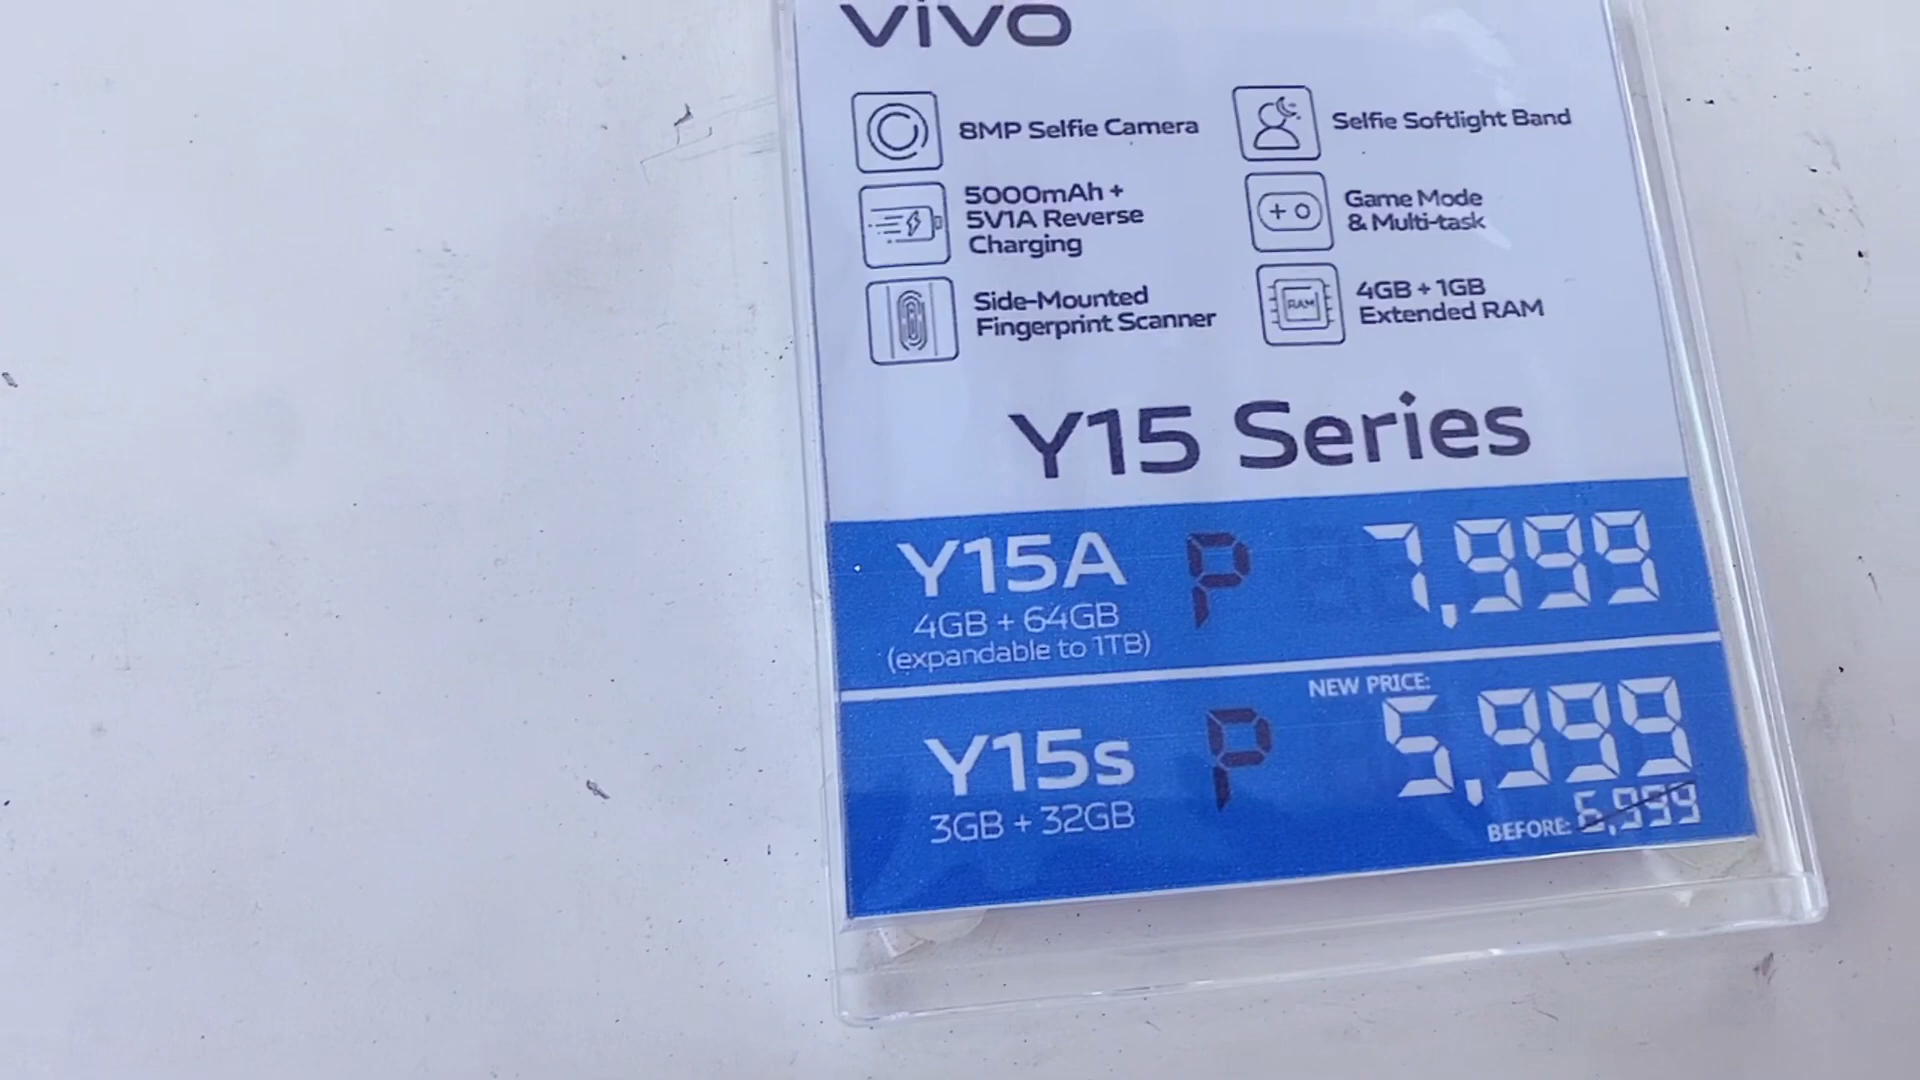 vivo
8MP Selfie Camera
Selfie Softlight Band
5000mAh +
5V1A Reverse
Charging
Game Mode
& Multi-task
Side-Mounted
Fingerprint Scanner
RAM
4GB + 1GB
Extended RAM
Y15 Series
Y15A
4GB + 64GB
(expandable to 1TB)
P 7,999
Y15s
3GB + 32GB
NEW PRICE:
P 5,999
BEFORE: 6,999